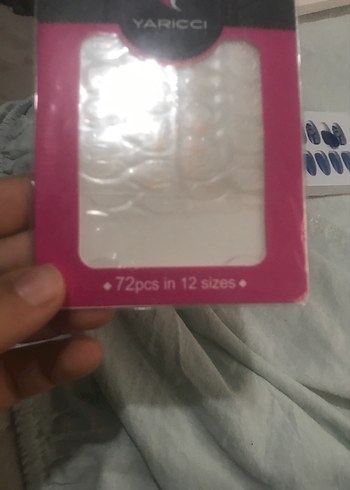 YARICCI
◆ 72pcs in 12 sizes ◆